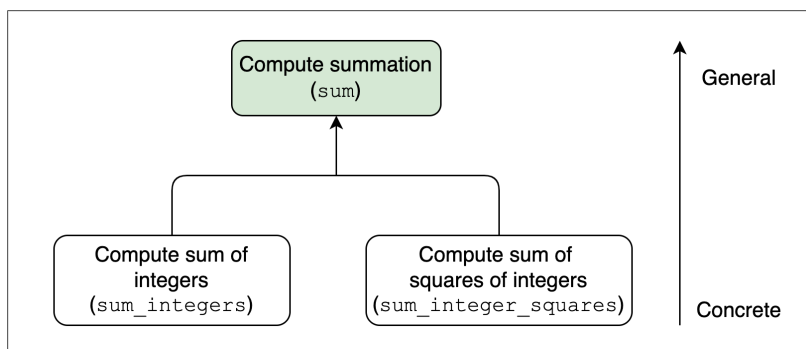 Compute summation
(sum)
General
Compute sum of
integers
(sum_integers)
Compute sum of
squares of integers
(sum_integer_squares)
Concrete